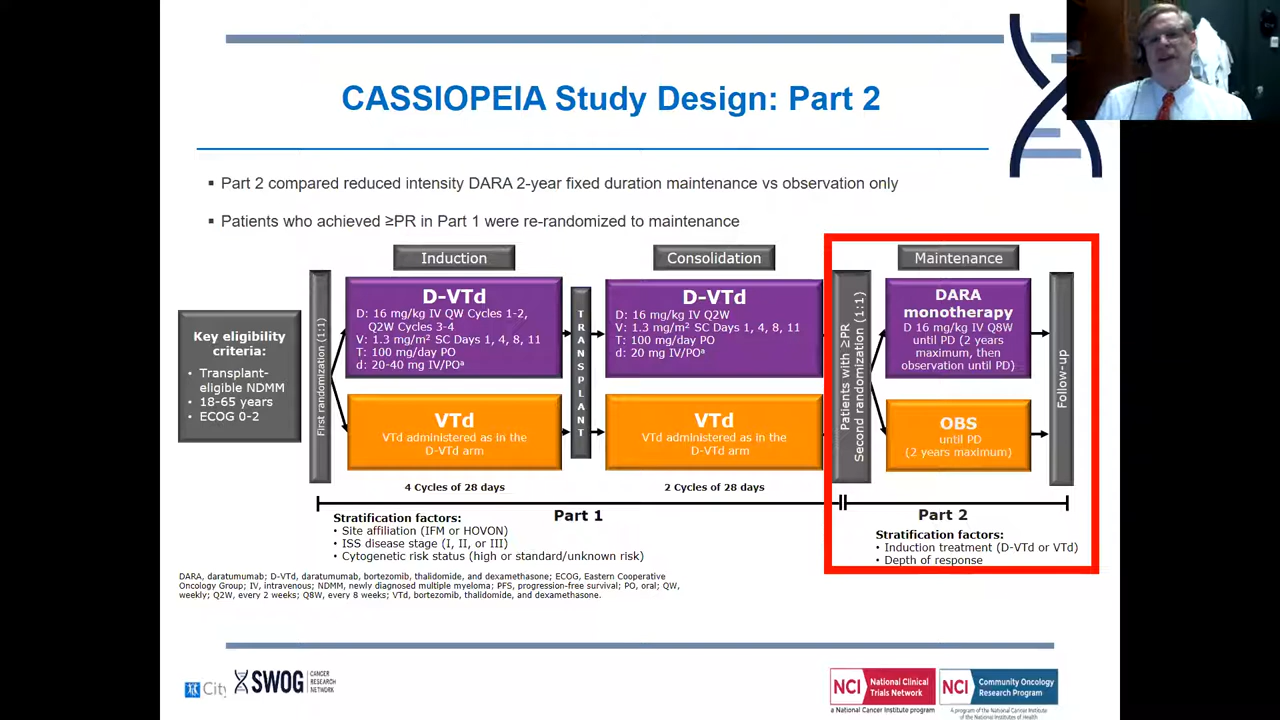 CASSIOPEIA Study Design: Part 2
▪ Part 2 compared reduced intensity DARA 2-year fixed duration maintenance vs observation only
▪ Patients who achieved ≥PR in Part 1 were re-randomized to maintenance
Induction
Consolidation
Maintenance
Key eligibility
criteria:
• Transplant-
eligible NDMM
• 18-65 years
• ECOG 0-2
First randomization (1:1)
D-VTd
D: 16 mg/kg IV QW Cycles 1-2,
Q2W Cycles 3-4
V: 1.3 mg/m² SC Days 1, 4, 8, 11
T: 100 mg/day PO
d: 20-40 mg IV/POᵃ
VTd
VTd administered as in the
D-VTd arm
TRANSPLANT
D-VTd
D: 16 mg/kg IV Q2W
V: 1.3 mg/m² SC Days 1, 4, 8, 11
T: 100 mg/day PO
d: 20 mg IV/POᵃ
VTd
VTd administered as in the
D-VTd arm
Patients with ≥PR
Second randomization (1:1)
DARA
monotherapy
D 16 mg/kg IV Q8W
until PD (2 years
maximum, then
observation until PD)
OBS
until PD
(2 years maximum)
Follow-up
4 Cycles of 28 days
2 Cycles of 28 days
Part 1
Part 2
Stratification factors:
• Site affiliation (IFM or HOVON)
• ISS disease stage (I, II, or III)
• Cytogenetic risk status (high or standard/unknown risk)
Stratification factors:
• Induction treatment (D-VTd or VTd)
• Depth of response
DARA, daratumumab; D-VTd, daratumumab, bortezomib, thalidomide, and dexamethasone; ECOG, Eastern Cooperative
Oncology Group; IV, intravenous; NDMM, newly diagnosed multiple myeloma; PFS, progression-free survival; PO, oral; QW,
weekly; Q2W, every 2 weeks; Q8W, every 8 weeks; VTd, bortezomib, thalidomide, and dexamethasone.
City
SWOG
CANCER
RESEARCH
NETWORK
NCI
National Clinical
Trials Network
a National Cancer Institute program
NCI
Community Oncology
Research Program
A program of the National Cancer Institute
of the National Institutes of Health